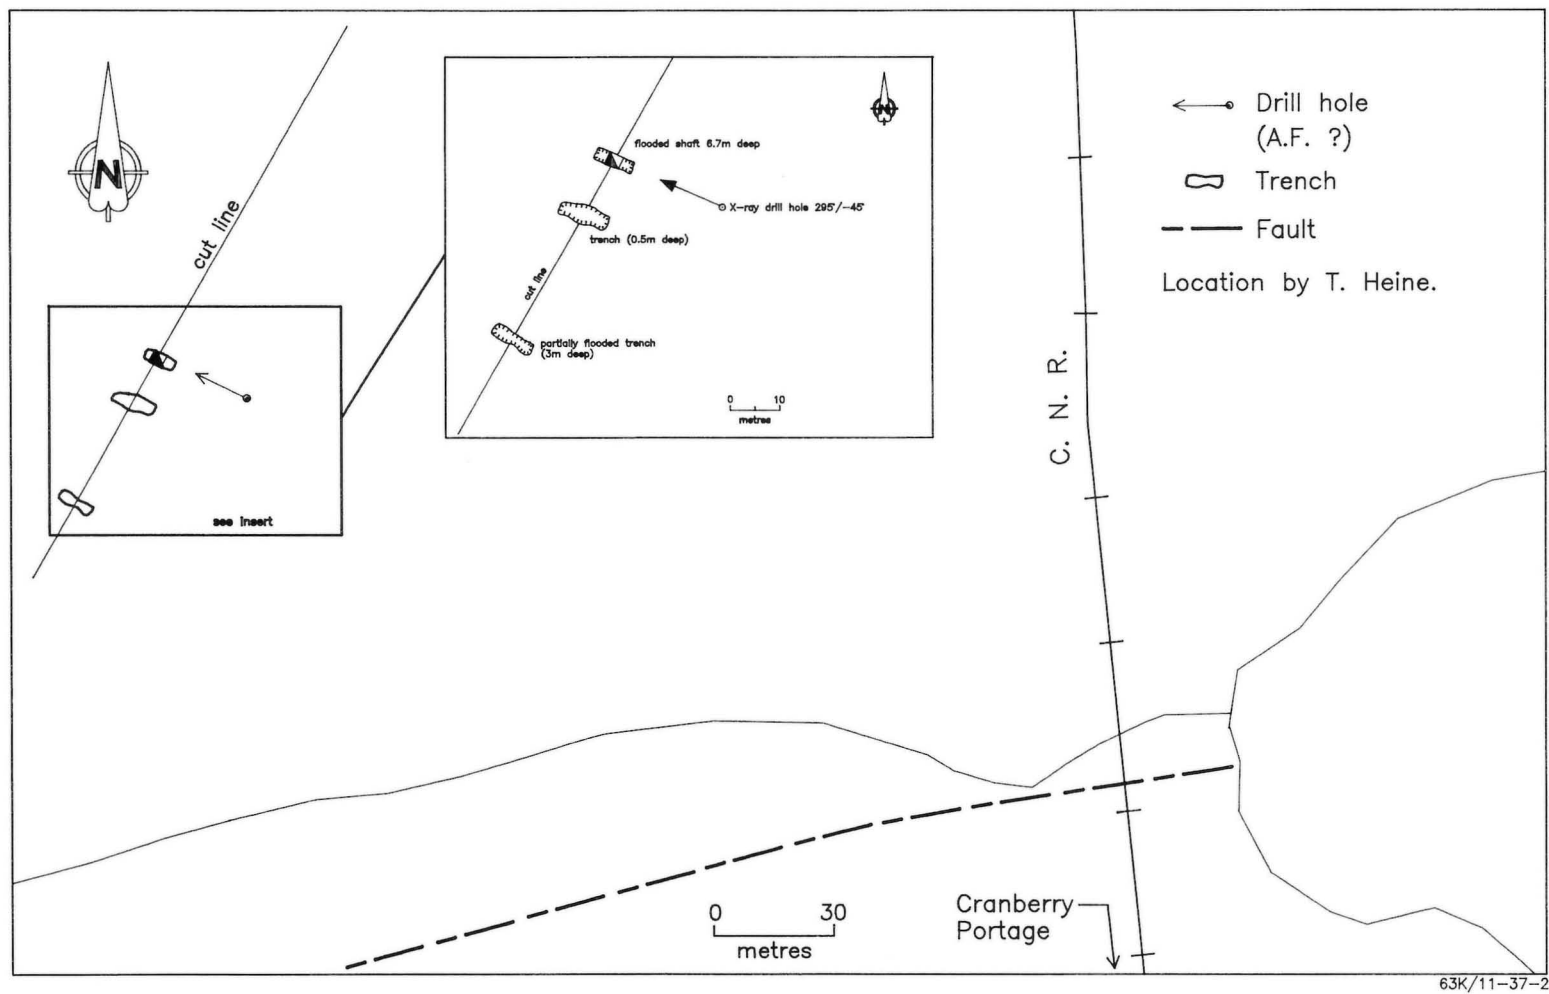 N
cut line
see insert
N
flooded shaft 6.7m deep
X-ray drill hole 295°/-45°
trench (0.5m deep)
cut line
partially flooded trench
(3m deep)
0 10
metres
C. N. R.
Drill hole
(A.F. ?)
Trench
Fault
Location by T. Heine.
0 30
metres
Cranberry
Portage
63K/11-37-2